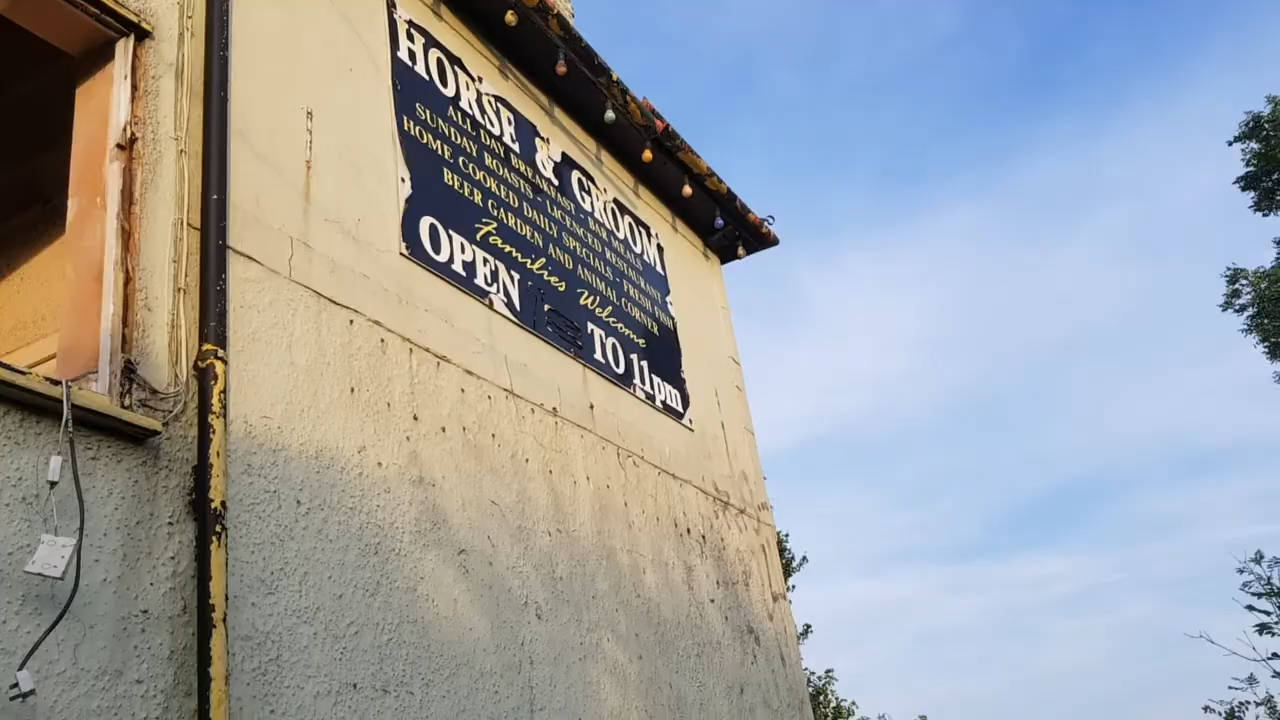 HORSE & GROOM
ALL DAY BREAKFAST - BAR MEALS
SUNDAY ROASTS - LICENCED RESTAURANT
HOME COOKED DAILY SPECIALS - FRESH FISH
BEER GARDEN AND ANIMAL CORNER
Families Welcome
OPEN TO 11pm